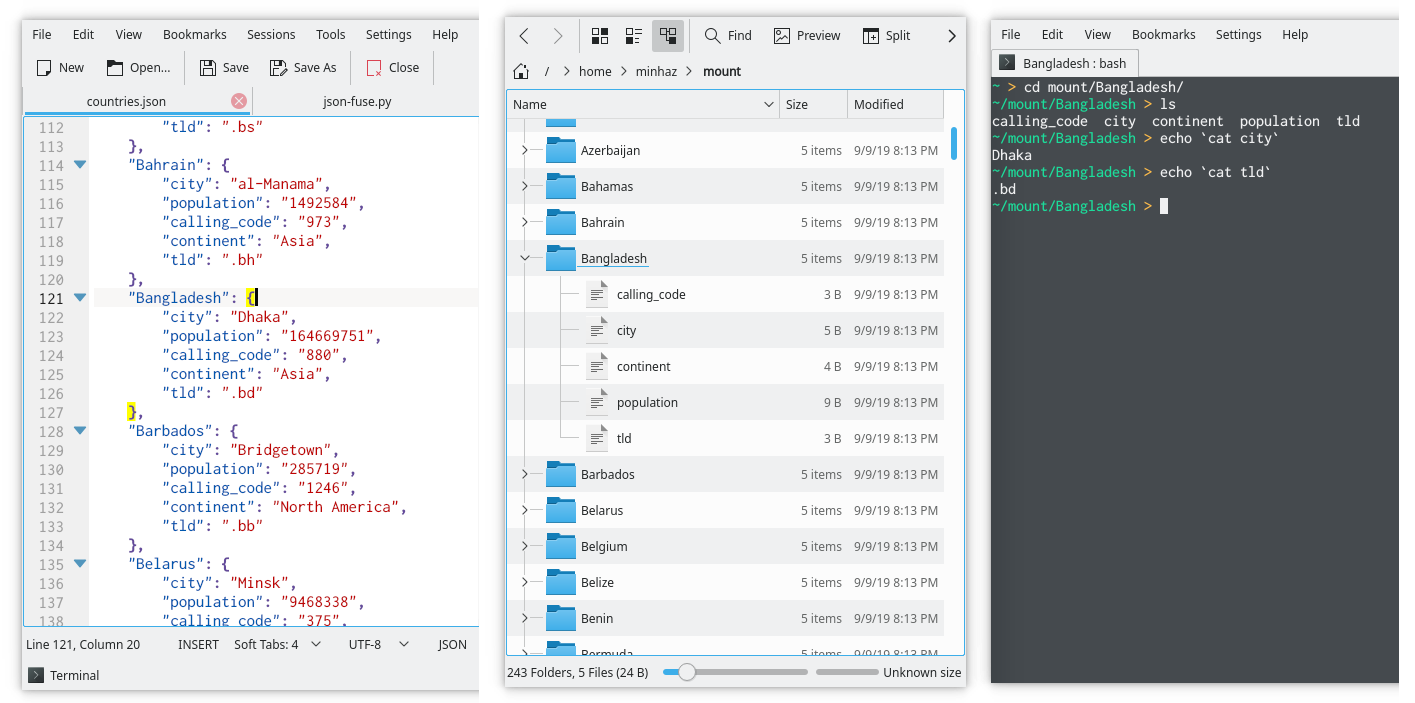 File Edit View Bookmarks Sessions Tools Settings Help
New Open... Save Save As Close
countries.json json-fuse.py
112 "tld": ".bs"
113 },
114 "Bahrain": {
115 "city": "al-Manama",
116 "population": "1492584",
117 "calling_code": "973",
118 "continent": "Asia",
119 "tld": ".bh"
120 },
121 "Bangladesh": {
122 "city": "Dhaka",
123 "population": "164669751",
124 "calling_code": "880",
125 "continent": "Asia",
126 "tld": ".bd"
127 },
128 "Barbados": {
129 "city": "Bridgetown",
130 "population": "285719",
131 "calling_code": "1246",
132 "continent": "North America",
133 "tld": ".bb"
134 },
135 "Belarus": {
136 "city": "Minsk",
137 "population": "9468338",
138 "calling_code": "375",
Line 121, Column 20 INSERT Soft Tabs: 4 UTF-8 JSON
Terminal
Find Preview Split
/ > home > minhaz > mount
Name Size Modified
Azerbaijan 5 items 9/9/19 8:13 PM
Bahamas 5 items 9/9/19 8:13 PM
Bahrain 5 items 9/9/19 8:13 PM
Bangladesh 5 items 9/9/19 8:13 PM
calling_code 3 B 9/9/19 8:13 PM
city 5 B 9/9/19 8:13 PM
continent 4 B 9/9/19 8:13 PM
population 9 B 9/9/19 8:13 PM
tld 3 B 9/9/19 8:13 PM
Barbados 5 items 9/9/19 8:13 PM
Belarus 5 items 9/9/19 8:13 PM
Belgium 5 items 9/9/19 8:13 PM
Belize 5 items 9/9/19 8:13 PM
Benin 5 items 9/9/19 8:13 PM
Bermuda 5 items 9/9/19 8:13 PM
243 Folders, 5 Files (24 B) Unknown size
File Edit View Bookmarks Settings Help
Bangladesh : bash
~ > cd mount/Bangladesh/
~/mount/Bangladesh > ls
calling_code city continent population tld
~/mount/Bangladesh > echo `cat city`
Dhaka
~/mount/Bangladesh > echo `cat tld`
.bd
~/mount/Bangladesh >